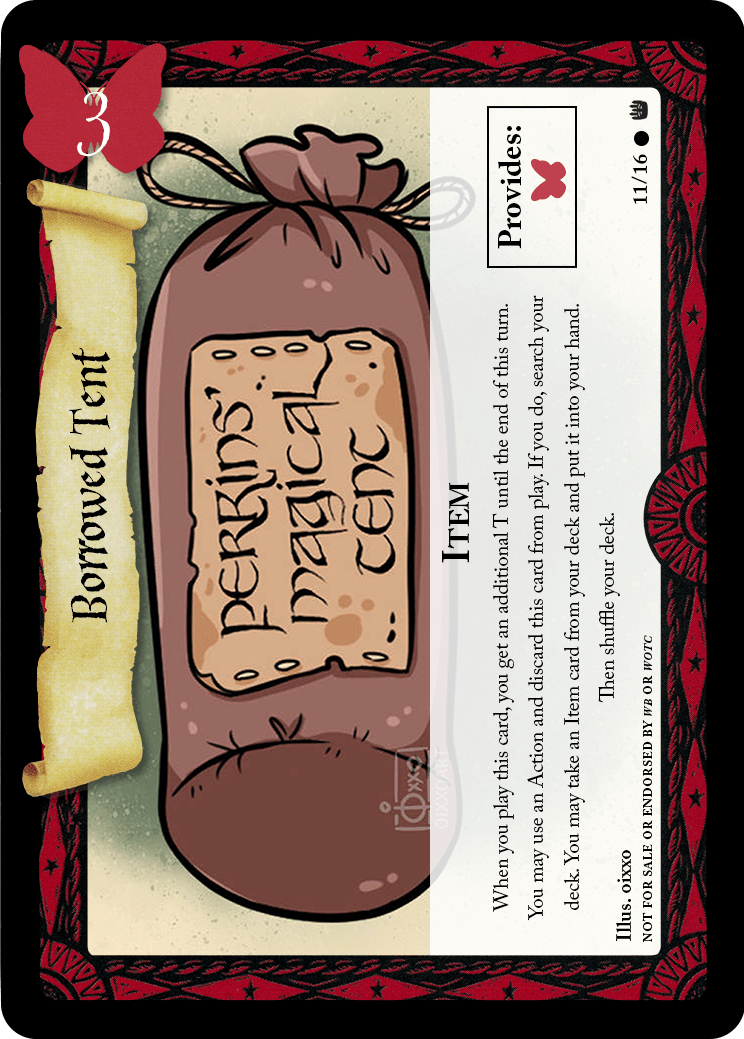 3
Borrowed Tent
PERKINS'
magical
tent
Provides:
ITEM
When you play this card, you get an additional T until the end of this turn.
You may use an Action and discard this card from play. If you do, search your
deck. You may take an Item card from your deck and put it into your hand.
Then shuffle your deck.
Illus. oixxo
NOT FOR SALE OR ENDORSED BY WB OR WOTC
11/16
OIXXO
OIXXO ART